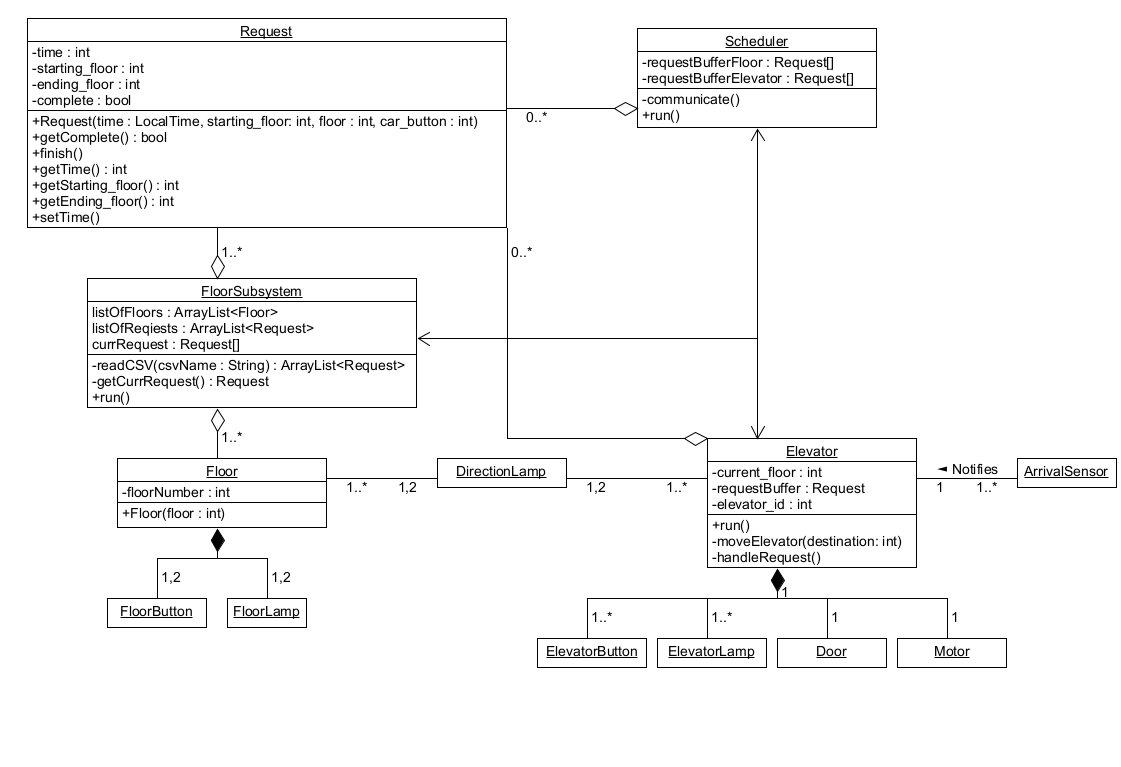 Request
-time : int
-starting_floor : int
-ending_floor : int
-complete : bool
+Request(time : LocalTime, starting_floor: int, floor : int, car_button : int)
+getComplete() : bool
+finish()
+getTime() : int
+getStarting_floor() : int
+getEnding_floor() : int
+setTime()
Scheduler
-requestBufferFloor : Request[]
-requestBufferElevator : Request[]
-communicate()
+run()
0..*
1..*
0..*
FloorSubsystem
listOfFloors : ArrayList<Floor>
listOfReqiests : ArrayList<Request>
currRequest : Request[]
-readCSV(csvName : String) : ArrayList<Request>
-getCurrRequest() : Request
+run()
1..*
Floor
-floorNumber : int
+Floor(floor : int)
1..*
1,2
DirectionLamp
1,2
1..*
Elevator
-current_floor : int
-requestBuffer : Request
-elevator_id : int
+run()
-moveElevator(destination: int)
-handleRequest()
◄ Notifies
1
1..*
ArrivalSensor
1,2
1,2
FloorButton
FloorLamp
1
1..*
1..*
1
1
ElevatorButton
ElevatorLamp
Door
Motor